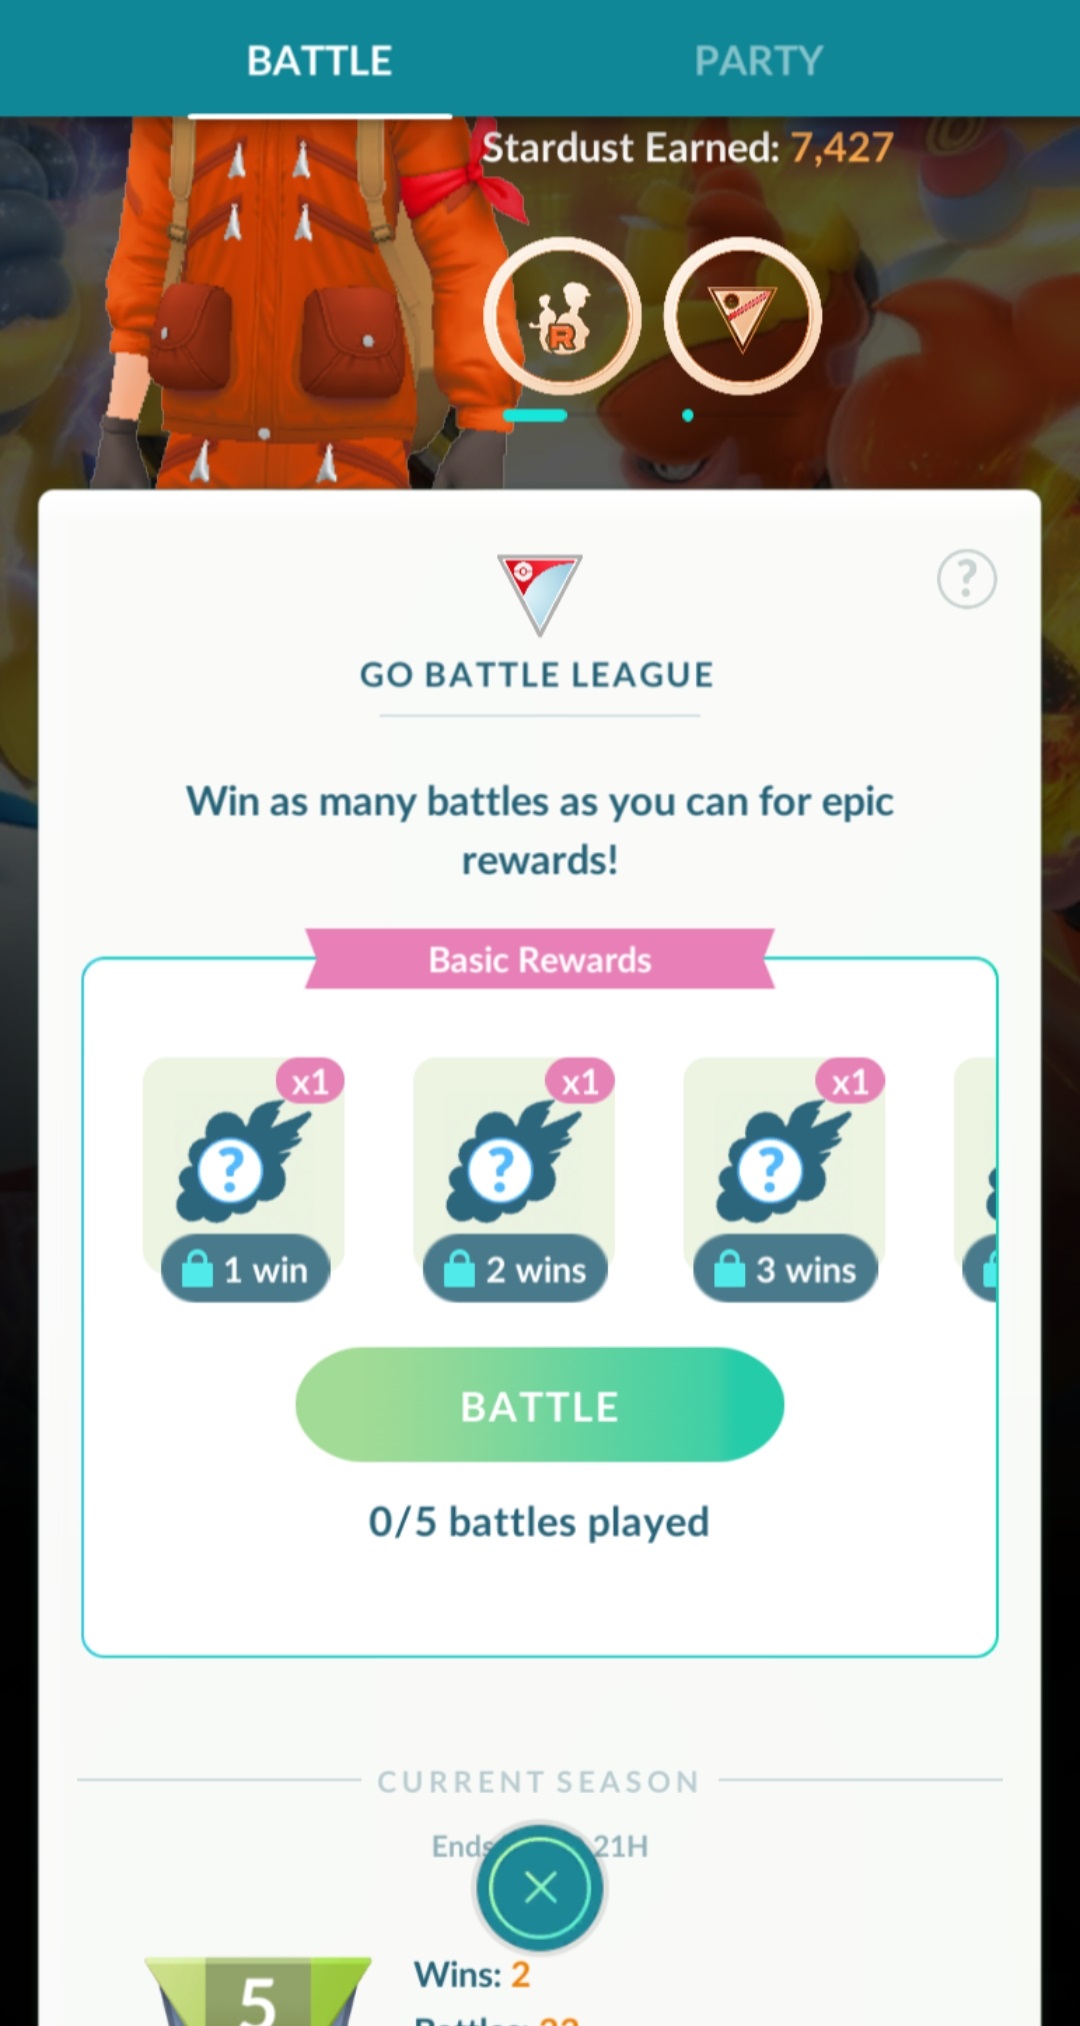 BATTLE
PARTY
Stardust Earned: 7,427
R
GO BATTLE LEAGUE
?
Win as many battles as you can for epic
rewards!
Basic Rewards
x1
x1
x1
?
?
?
1 win
2 wins
3 wins
BATTLE
0/5 battles played
CURRENT SEASON
Ends 21H
5
Wins: 2